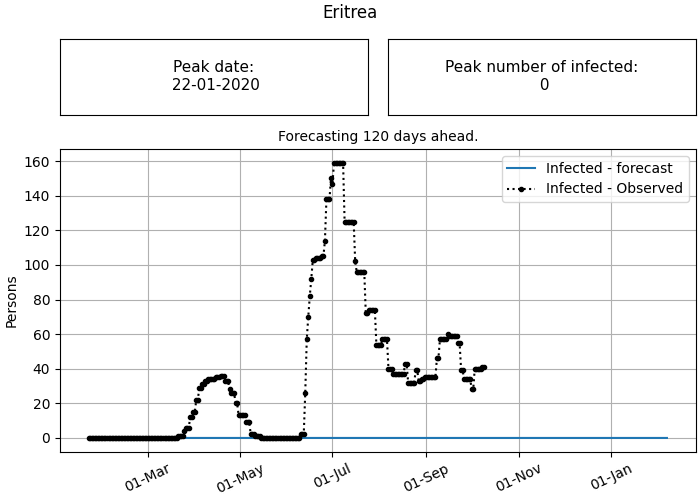 Eritrea
Peak date:
22-01-2020
Peak number of infected:
0
Forecasting 120 days ahead.
Infected - forecast
Infected - Observed
Persons
160
140
120
100
80
60
40
20
0
01-Mar
01-May
01-Jul
01-Sep
01-Nov
01-Jan